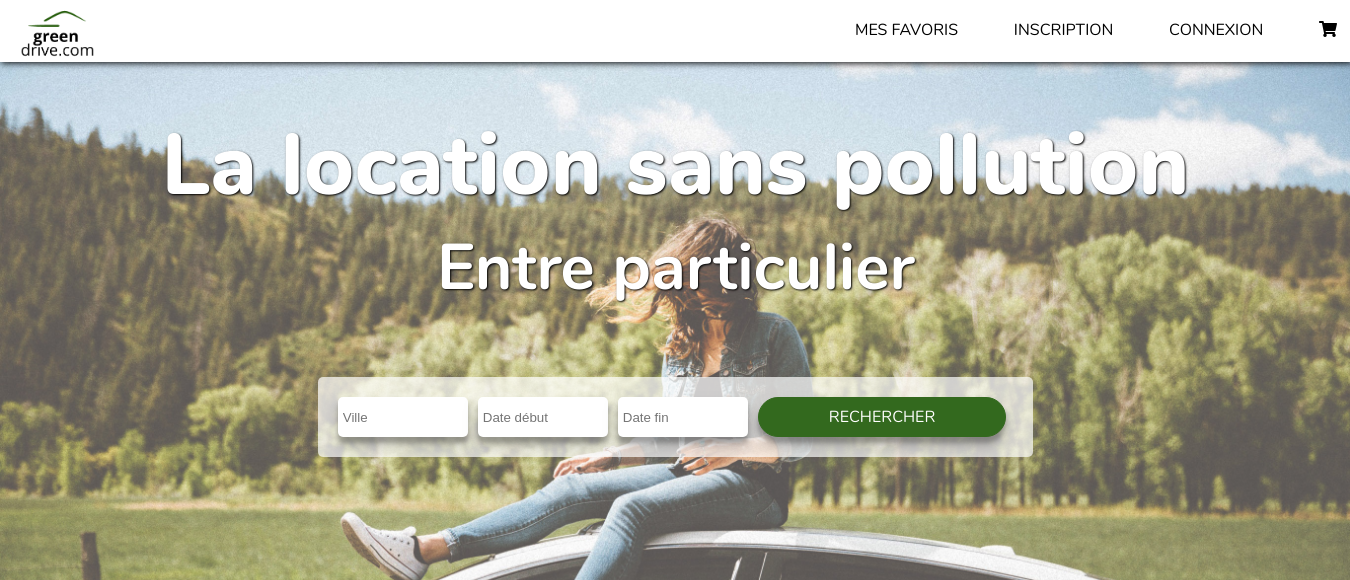 green
drive.com
MES FAVORIS
INSCRIPTION
CONNEXION
La location sans pollution
Entre particulier
Ville
Date début
Date fin
RECHERCHER